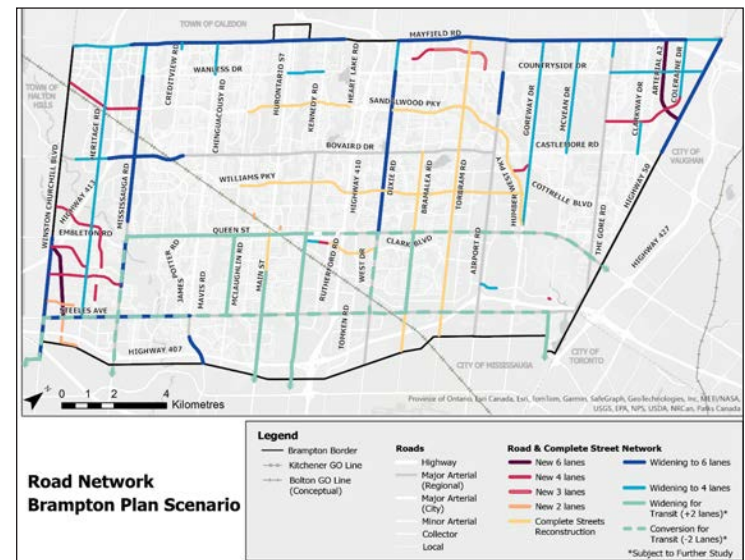 TOWN OF CALEDON
MAYFIELD RD
TOWN OF HALTON HILLS
WINSTON CHURCHILL BLVD
HERITAGE RD
MISSISSAUGA RD
CREDITVIEW RD
WANLESS DR
CHINGUACOUSY RD
HURONTARIO ST
KENNEDY RD
HEART LAKE RD
SANDALWOOD PKY
COUNTRYSIDE DR
ARTERIAL A2
COLERAINE DR
CLARKWAY DR
GOREWAY DR
MCVEAN DR
CASTLEMORE RD
CITY OF VAUGHAN
BOVAIRD DR
WILLIAMS PKY
HIGHWAY 410
DIXIE RD
BRAMALEA RD
TORBRAM RD
HUMBER WEST PKY
COTTRELLE BLVD
HIGHWAY 50
HIGHWAY 427
THE GORE RD
HIGHWAY 413
EMBLETON RD
QUEEN ST
CLARK BLVD
AIRPORT RD
JAMES POTTER RD
MAVIS RD
MCLAUGHLIN RD
MAIN ST
RUTHERFORD RD
WEST DR
TOMKEN RD
STEELES AVE
HIGHWAY 407
CITY OF MISSISSAUGA
CITY OF TORONTO
N
0 1 2 4
Kilometres
Province of Ontario, Esri Canada, Esri, TomTom, Garmin, SafeGraph, GeoTechnologies, Inc, METI/NASA,
USGS, EPA, NPS, USDA, NRCan, Parks Canada
Road Network
Brampton Plan Scenario
Legend
Brampton Border
Kitchener GO Line
Bolton GO Line
(Conceptual)
Roads
Highway
Major Arterial
(Regional)
Major Arterial
(City)
Minor Arterial
Collector
Local
Road & Complete Street Network
New 6 lanes
New 4 lanes
New 3 lanes
New 2 lanes
Complete Streets
Reconstruction
Widening to 6 lanes
Widening to 4 lanes
Widening for
Transit (+2 lanes)*
Conversion for
Transit (-2 Lanes)*
*Subject to Further Study